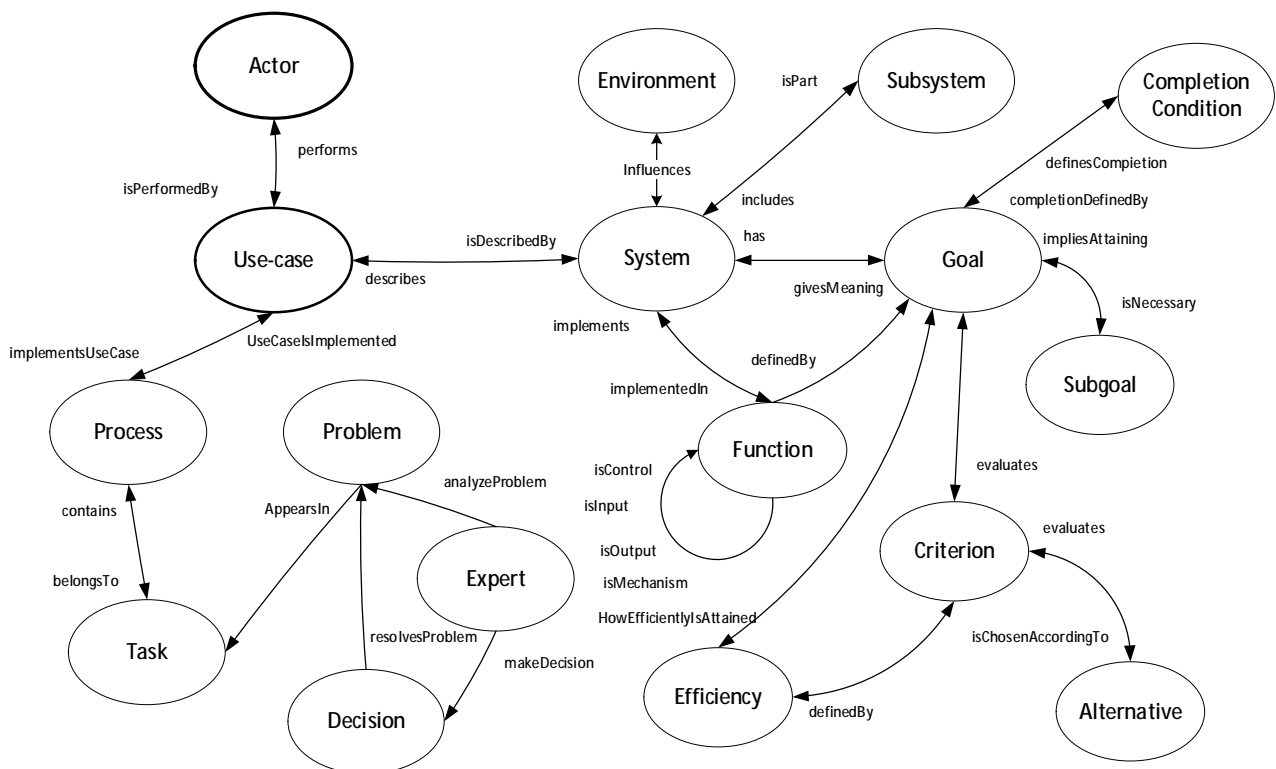 Actor
Environment
isPart
Subsystem
Completion
Condition
performs
isPerformedBy
Influences
definesCompletion
includes
completionDefinedBy
isDescribedBy
has
impliesAttaining
Use-case
System
Goal
describes
givesMeaning
isNecessary
implements
UseCaseIsImplemented
implementsUseCase
definedBy
implementedIn
Subgoal
Process
Problem
Function
isControl
evaluates
analyzeProblem
contains
AppearsIn
isInput
evaluates
isOutput
Criterion
Expert
belongsTo
isMechanism
HowEfficientlyIsAttained
resolvesProblem
isChosenAccordingTo
Task
makeDecision
Efficiency
definedBy
Decision
Alternative